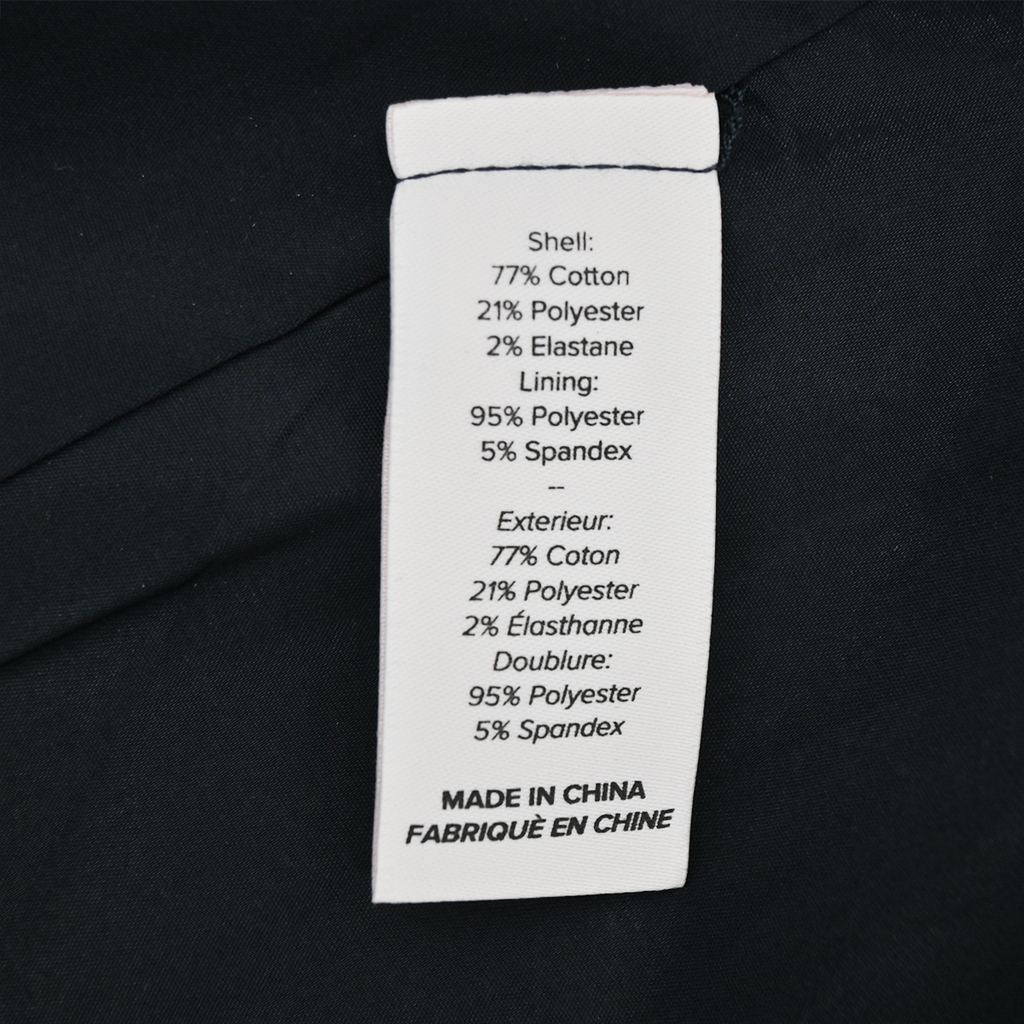 Shell:
77% Cotton
21% Polyester
2% Elastane
Lining:
95% Polyester
5% Spandex
--
Exterieur:
77% Coton
21% Polyester
2% Élasthanne
Doublure:
95% Polyester
5% Spandex
MADE IN CHINA
FABRIQUÈ EN CHINE